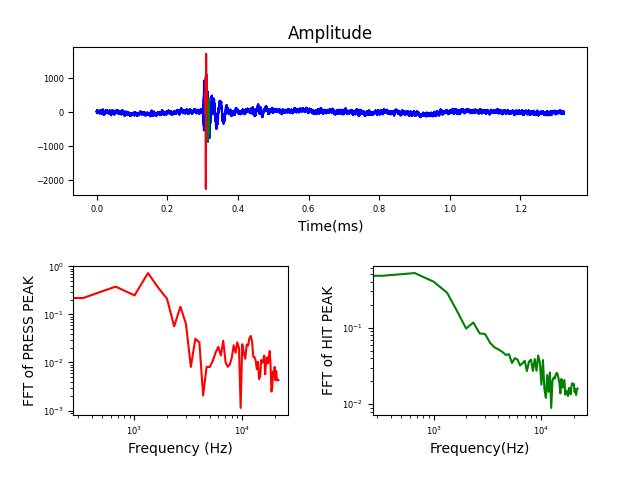 Amplitude
1000
0
−1000
−2000
0.0 0.2 0.4 0.6 0.8 1.0 1.2
Time(ms)
FFT of PRESS PEAK
10⁰
10⁻¹
10⁻²
10⁻³
10³ 10⁴
Frequency (Hz)
FFT of HIT PEAK
10⁻¹
10⁻²
10³ 10⁴
Frequency(Hz)